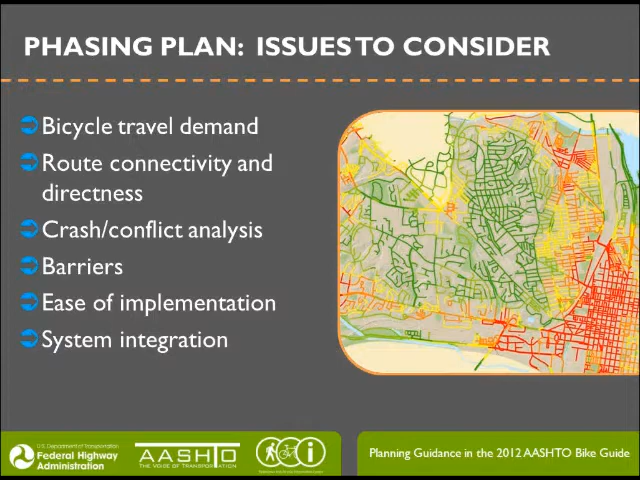 PHASING PLAN: ISSUES TO CONSIDER
Bicycle travel demand
Route connectivity and
directness
Crash/conflict analysis
Barriers
Ease of implementation
System integration
U.S. Department of Transportation
Federal Highway
Administration
AASHTO
THE VOICE OF TRANSPORTATION
Planning Guidance in the 2012 AASHTO Bike Guide